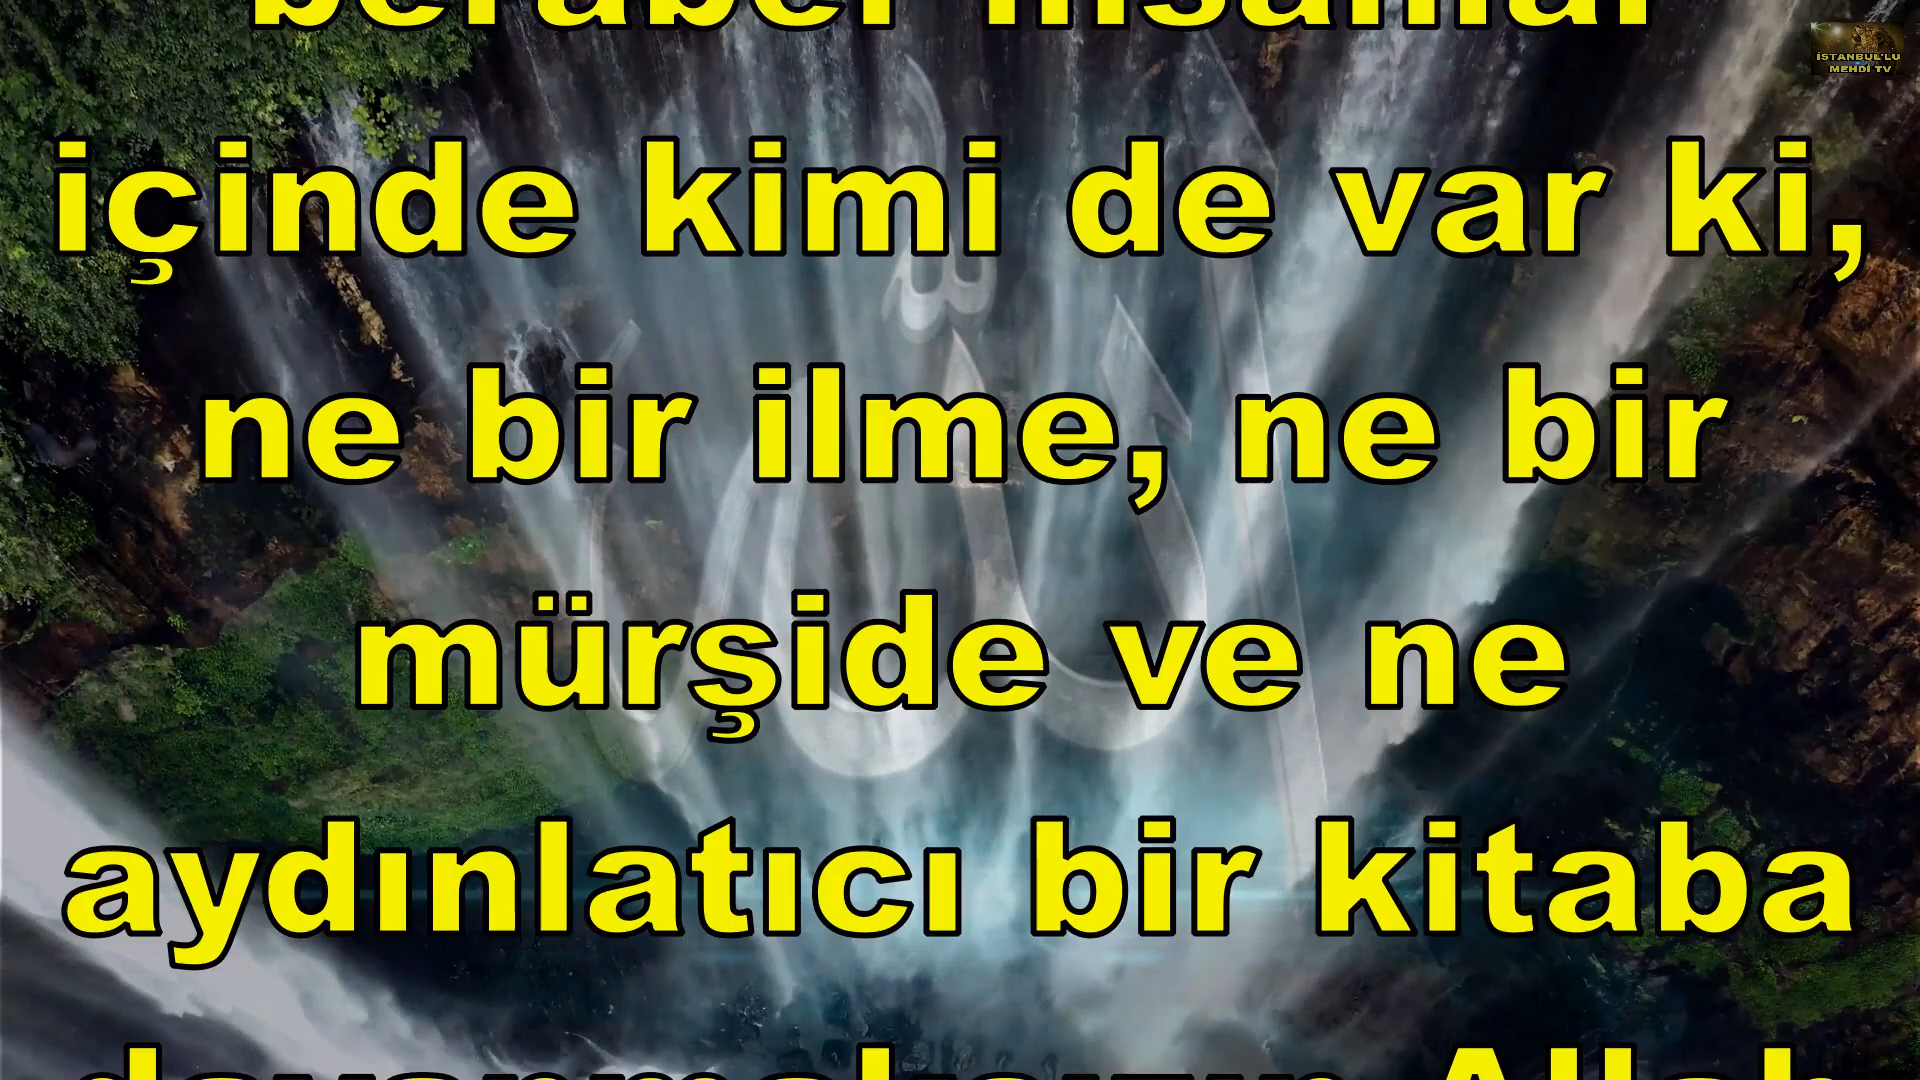 beraber insanlar
İSTANBUL'LU
MEHDİ TV
içinde kimi de var ki,
ne bir ilme, ne bir
mürşide ve ne
aydınlatıcı bir kitaba
dayanmaksızın Allah
الله